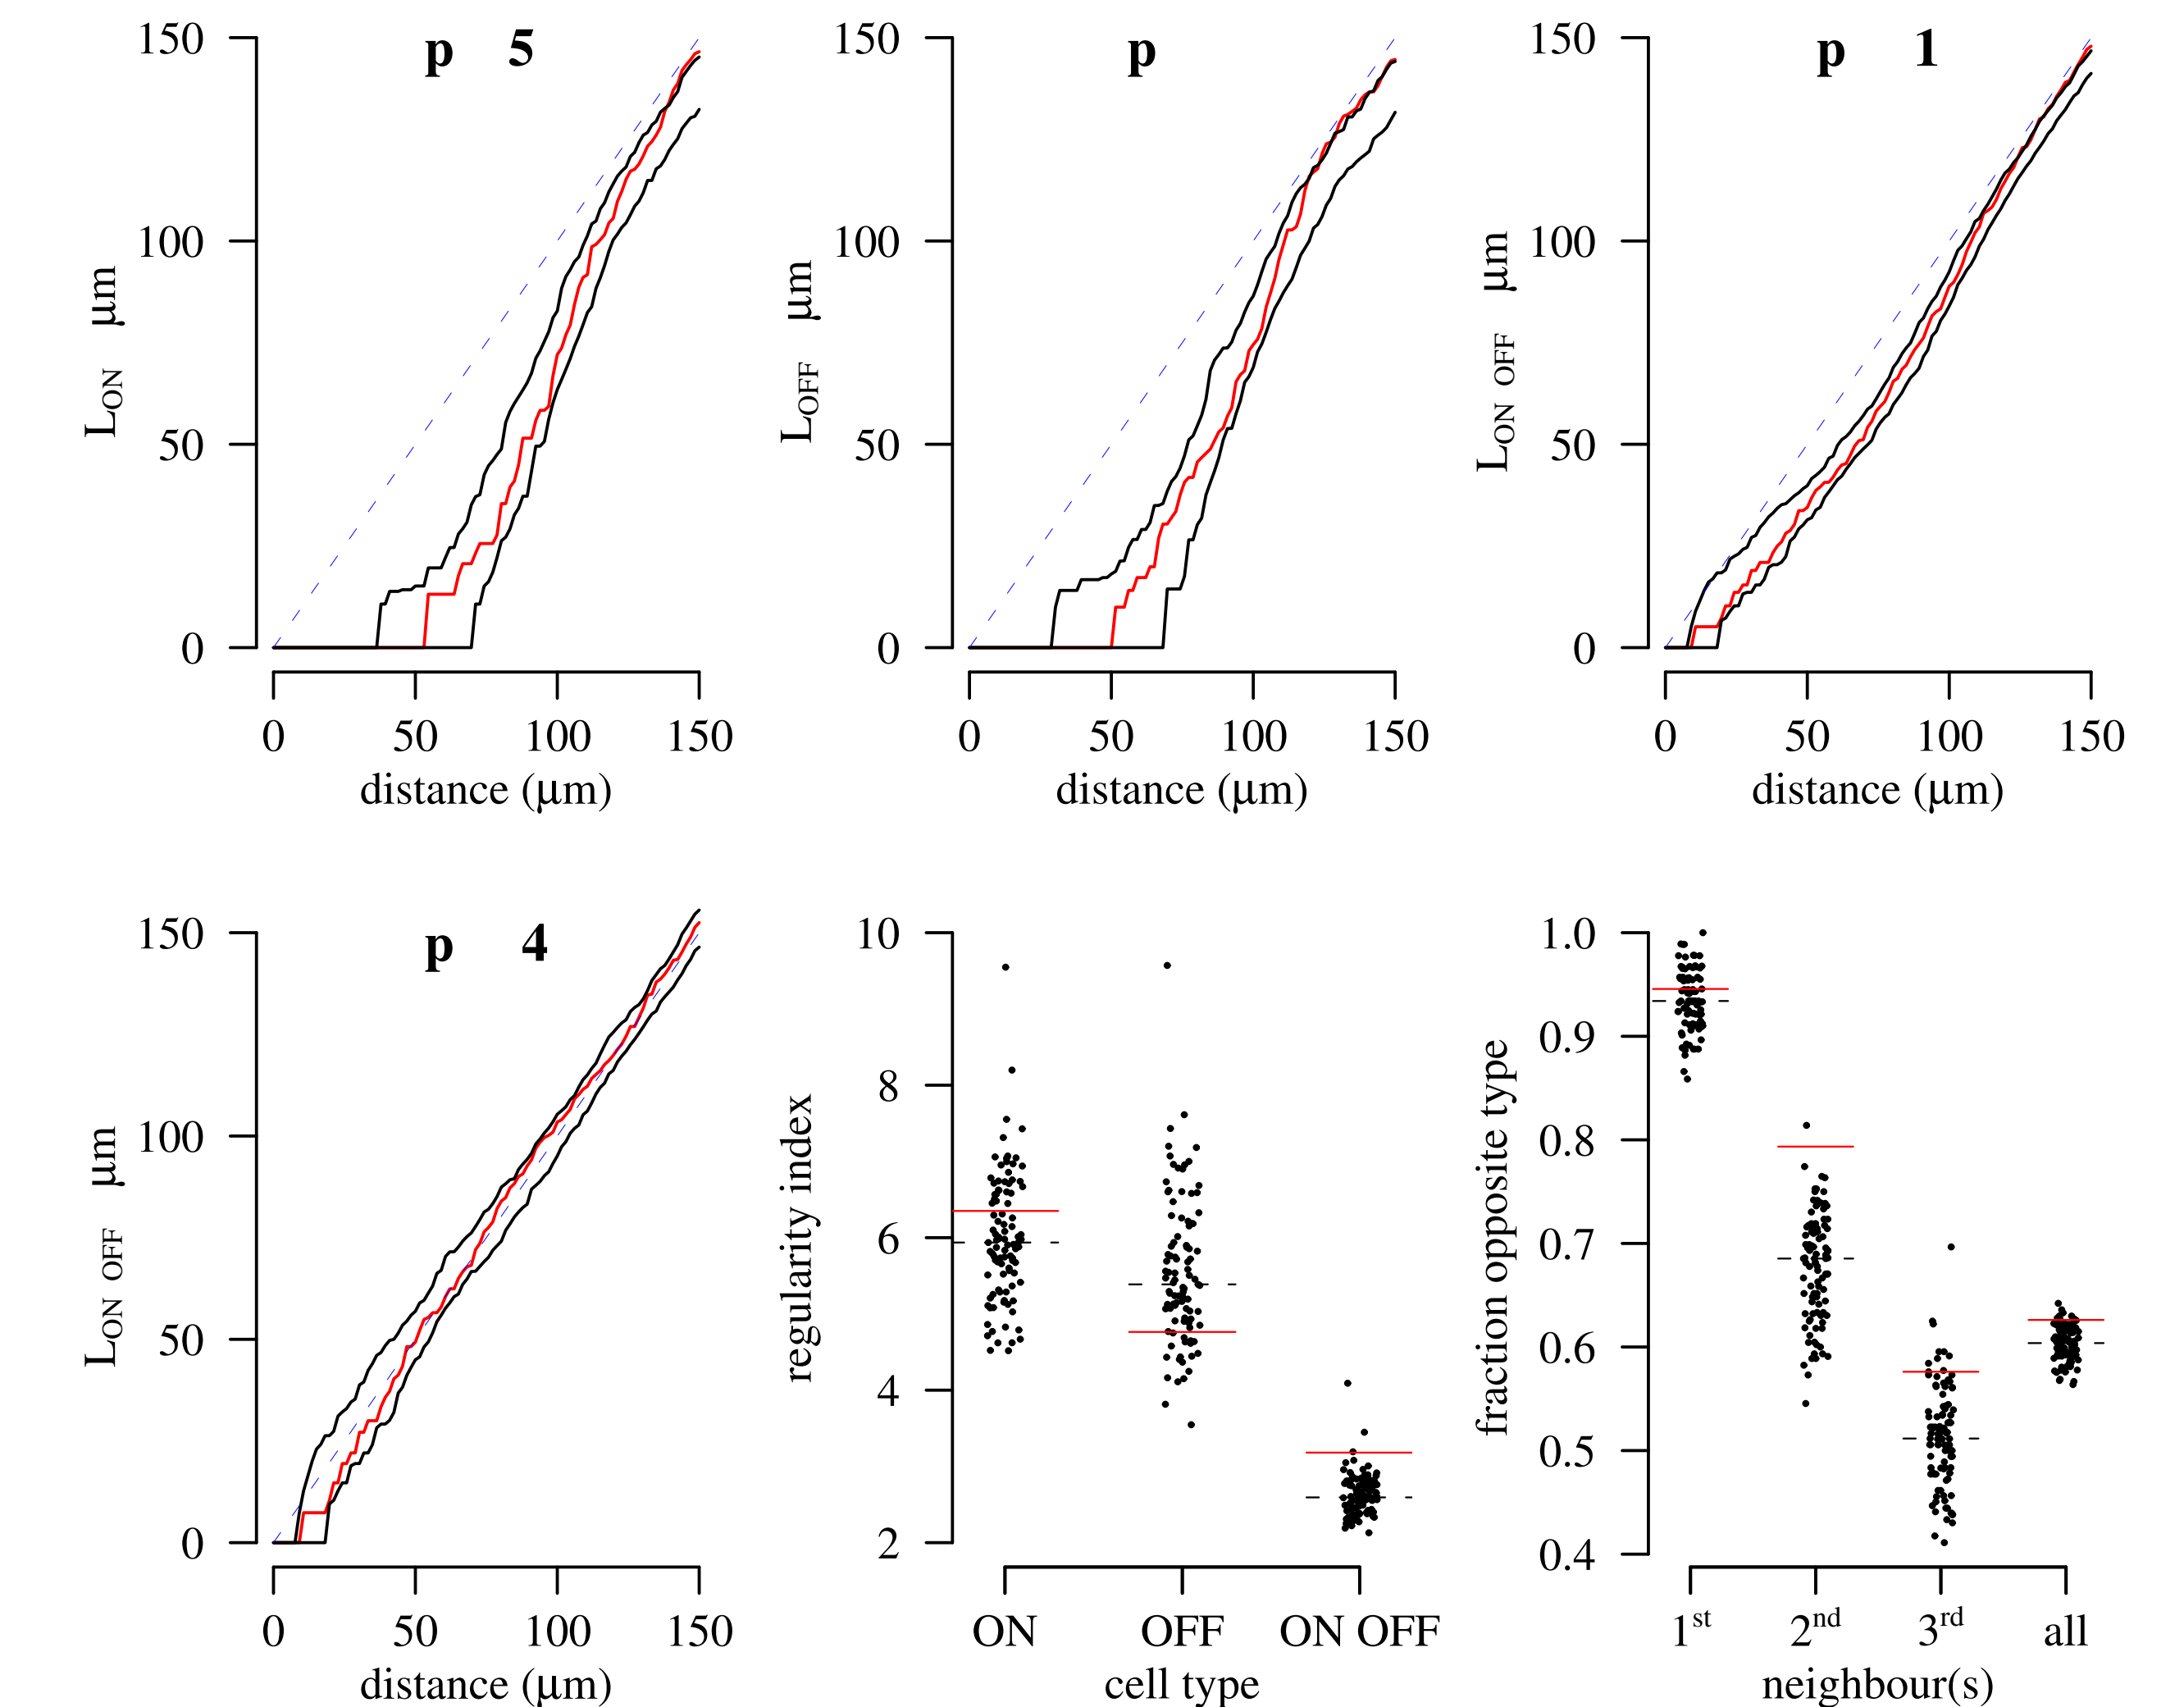 p 5
150
100
50
0
L_ON µm
0 50 100 150
distance (µm)
p
150
100
50
0
L_OFF µm
0 50 100 150
distance (µm)
p 1
150
100
50
0
L_ON OFF µm
0 50 100 150
distance (µm)
p 4
150
100
50
0
L_ON OFF µm
0 50 100 150
distance (µm)
10
8
6
4
2
regularity index
ON OFF ON OFF
cell type
1.0
0.9
0.8
0.7
0.6
0.5
0.4
fraction opposite type
1st 2nd 3rd all
neighbour(s)